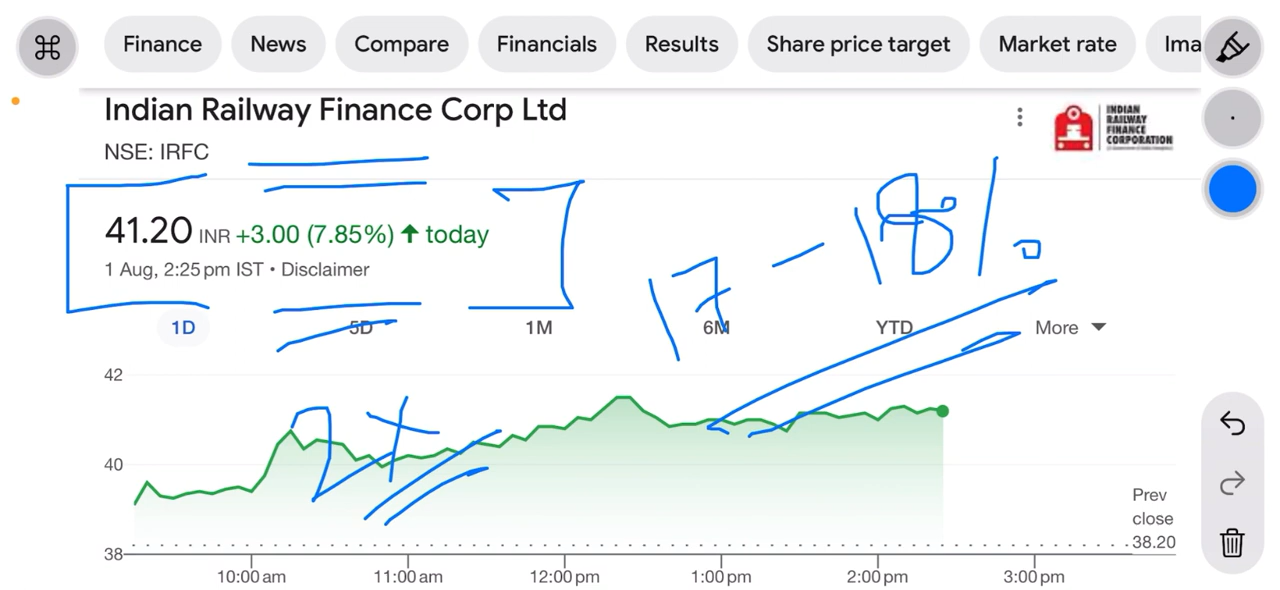 Finance News Compare Financials Results Share price target Market rate Ima
Indian Railway Finance Corp Ltd
NSE: IRFC
INDIAN
RAILWAY
FINANCE
CORPORATION
41.20 INR +3.00 (7.85%) ↑ today
1 Aug, 2:25 pm IST • Disclaimer
17 - 18%
1D 5D 1M 6M YTD More
42
2x
40
Prev
close
38.20
38
10:00 am 11:00 am 12:00 pm 1:00 pm 2:00 pm 3:00 pm